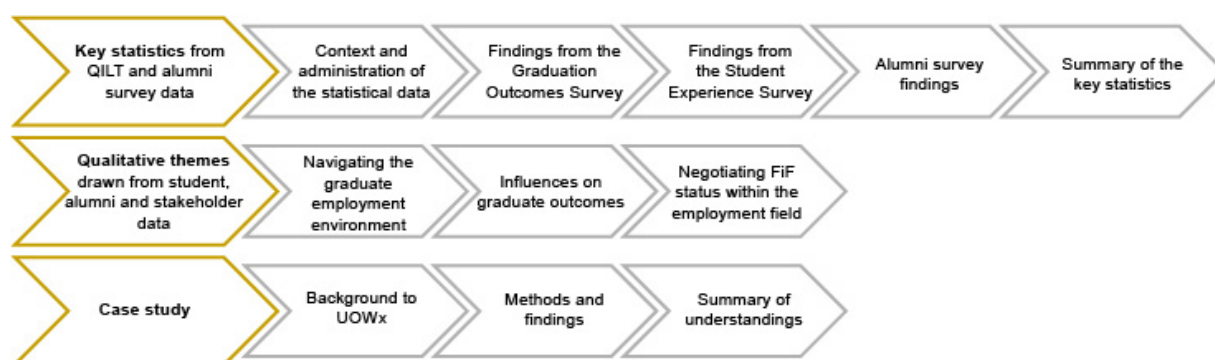 Key statistics from
QILT and alumni
survey data
Context and
administration of
the statistical data
Findings from the
Graduation
Outcomes Survey
Findings from
the Student
Experience Survey
Alumni survey
findings
Summary of the
key statistics
Qualitative themes
drawn from student,
alumni and stakeholder
data
Navigating the
graduate
employment
environment
Influences on
graduate outcomes
Negotiating FiF
status within the
employment field
Case study
Background to
UOWx
Methods and
findings
Summary of
understandings